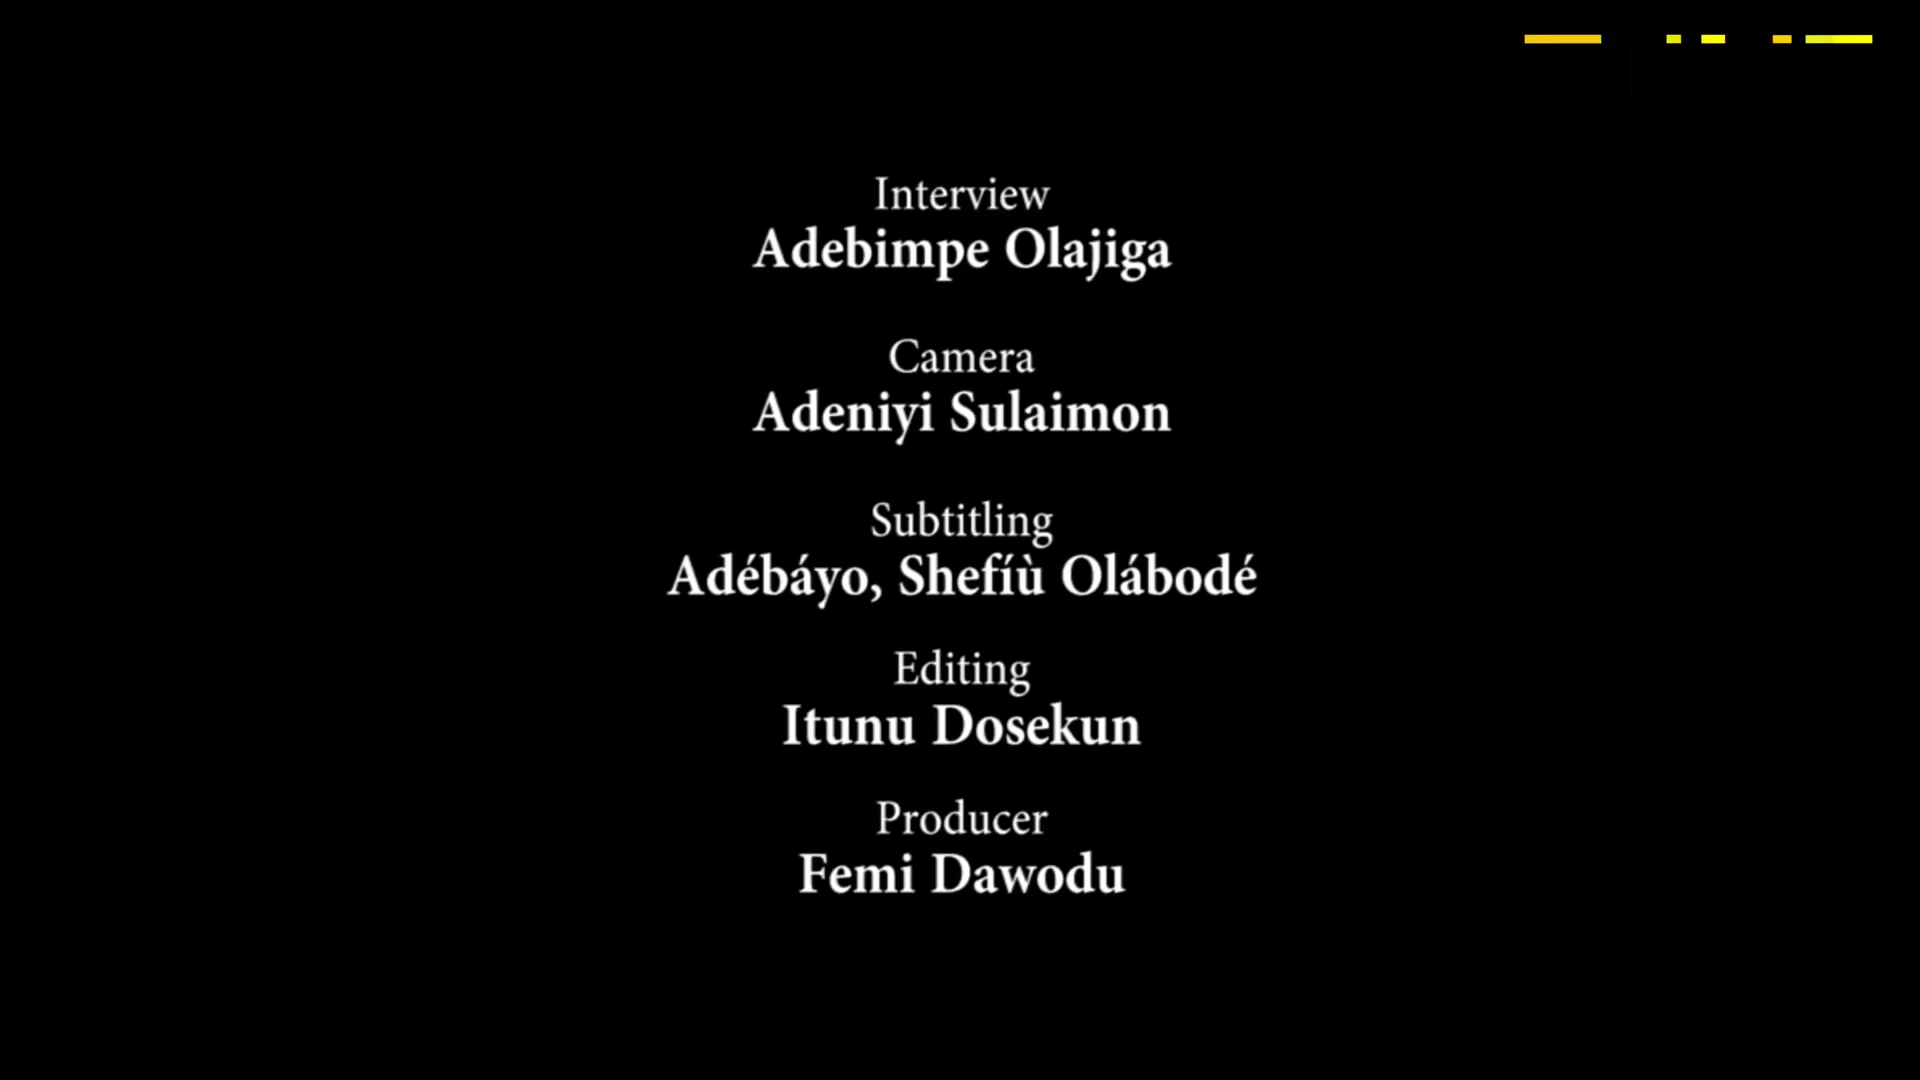 Interview
Adebimpe Olajiga
Camera
Adeniyi Sulaimon
Subtitling
Adébáyo, Shefíù Olábodé
Editing
Itunu Dosekun
Producer
Femi Dawodu